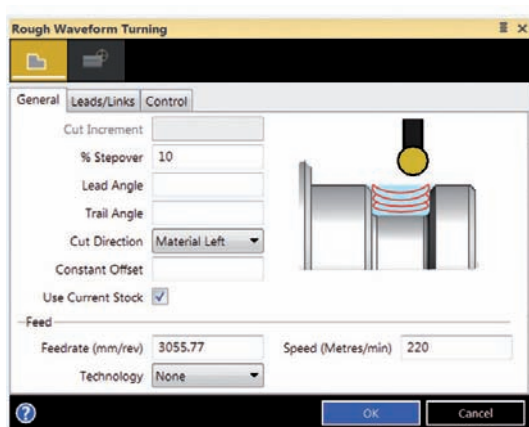 Rough Waveform Turning
General Leads/Links Control
Cut Increment
% Stepover 10
Lead Angle
Trail Angle
Cut Direction Material Left
Constant Offset
Use Current Stock
Feed
Feedrate (mm/rev) 3055.77 Speed (Metres/min) 220
Technology None
? OK Cancel